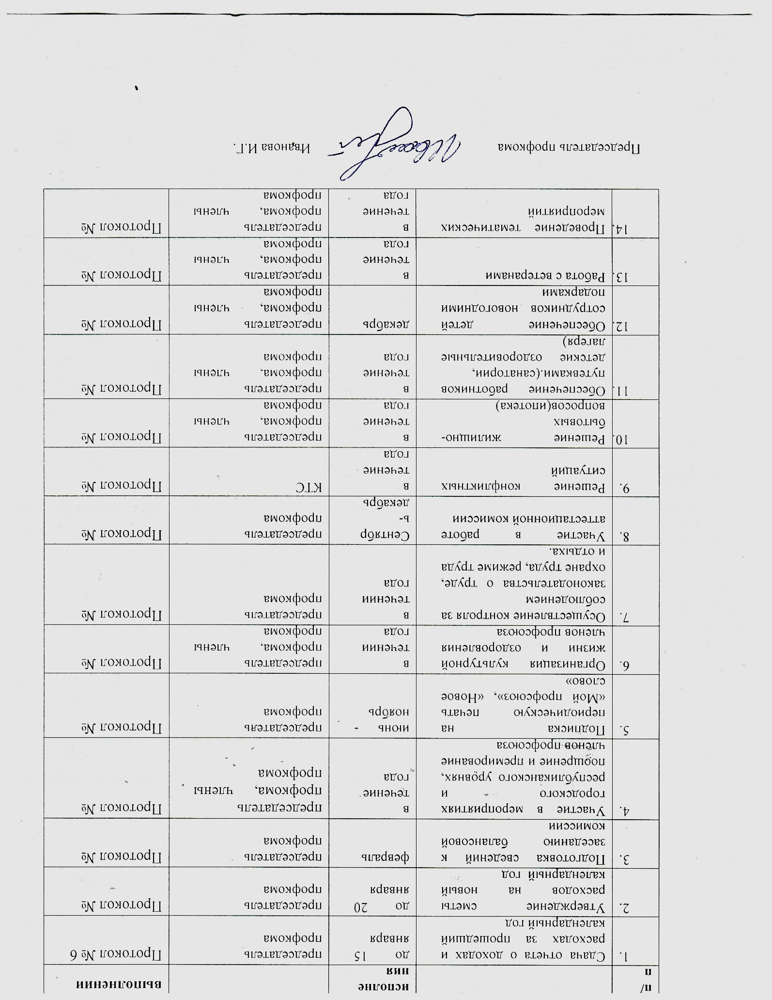 п/ исполне выполнении
п ния
1. Сдача отчета о доходах и до 15 председатель Протокол № 6
расходах за прошедший января профкома
календарный год
2. Утверждение сметы до 20 председатель Протокол №
расходов на новый января профкома
календарный год
3. Подготовка сведений к февраль председатель Протокол №
заседанию балансовой профкома
комиссии
4. Участие в мероприятиях в председатель Протокол №
городского и течение профкома, члены
республиканского уровнях, года профкома
поощрение и премирование
членов профсоюза
5. Подписка на июнь - председатель Протокол №
периодическую печать ноябрь профкома
«Мой профсоюз», «Новое
слово»
6. Организация культурной в председатель Протокол №
жизни и оздоровления течении профкома, члены
членов профсоюза года профкома
7. Осуществление контроля за в председатель Протокол №
соблюдением течении профкома
законодательства о труде, года
охране труда, режиме труда
и отдыха.
8. Участие в работе Сентябр председатель Протокол №
аттестационной комиссии ь- профкома
декабрь
9. Решение конфликтных в КТС Протокол №
ситуаций течение
года
10. Решение жилищно- в председатель Протокол №
бытовых течение профкома, члены
вопросов(ипотека) года профкома
11. Обеспечение работников в председатель Протокол №
путевками.(санатории, течение профкома, члены
детские оздоровительные года профкома
лагеря)
12. Обеспечение детей декабрь председатель Протокол №
сотрудников новогодними профкома, члены
подарками профкома
13. Работа с ветеранами в председатель Протокол №
течение профкома, члены
года профкома
14. Проведение тематических в председатель Протокол №
мероприятий течение профкома, члены
года профкома
Председатель профкома Иванова И.Г.